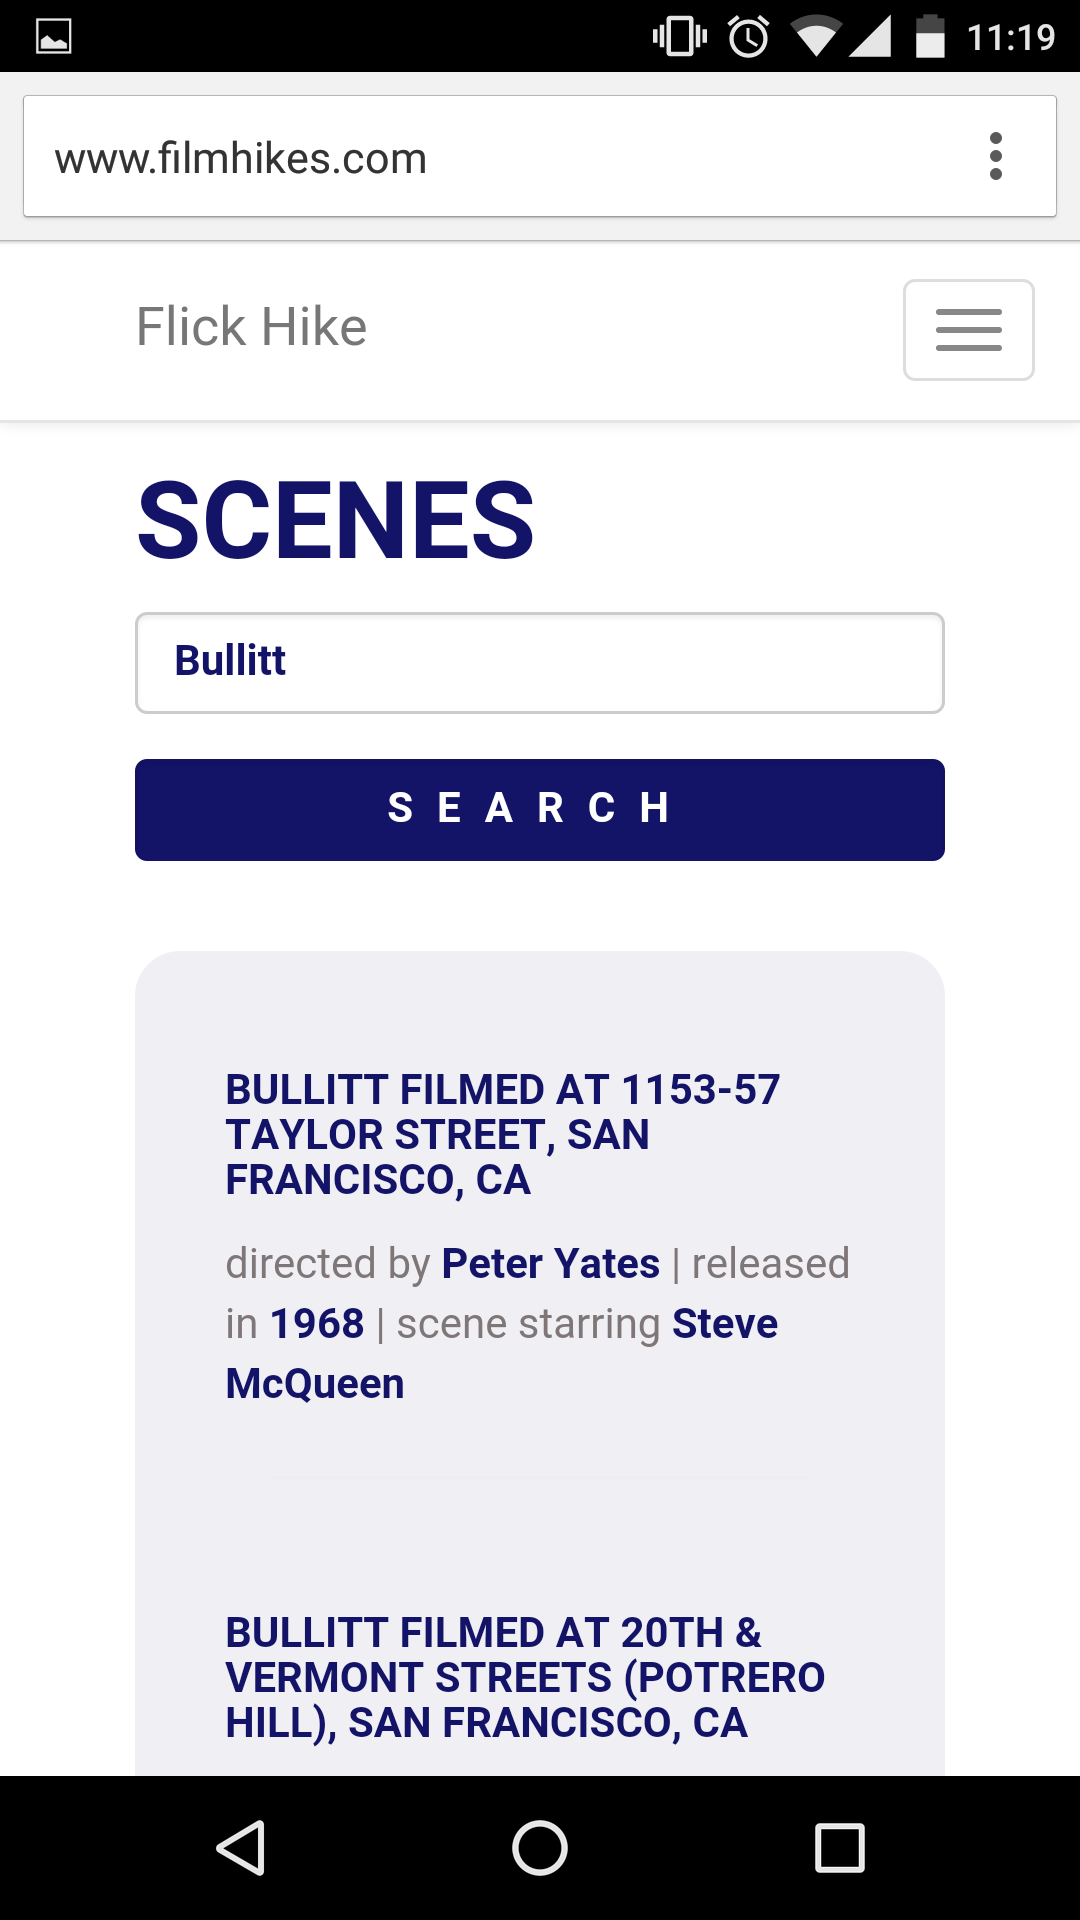 11:19
www.filmhikes.com
Flick Hike
SCENES
Bullitt
SEARCH
BULLITT FILMED AT 1153-57
TAYLOR STREET, SAN
FRANCISCO, CA
directed by Peter Yates | released
in 1968 | scene starring Steve
McQueen
BULLITT FILMED AT 20TH &
VERMONT STREETS (POTRERO
HILL), SAN FRANCISCO, CA